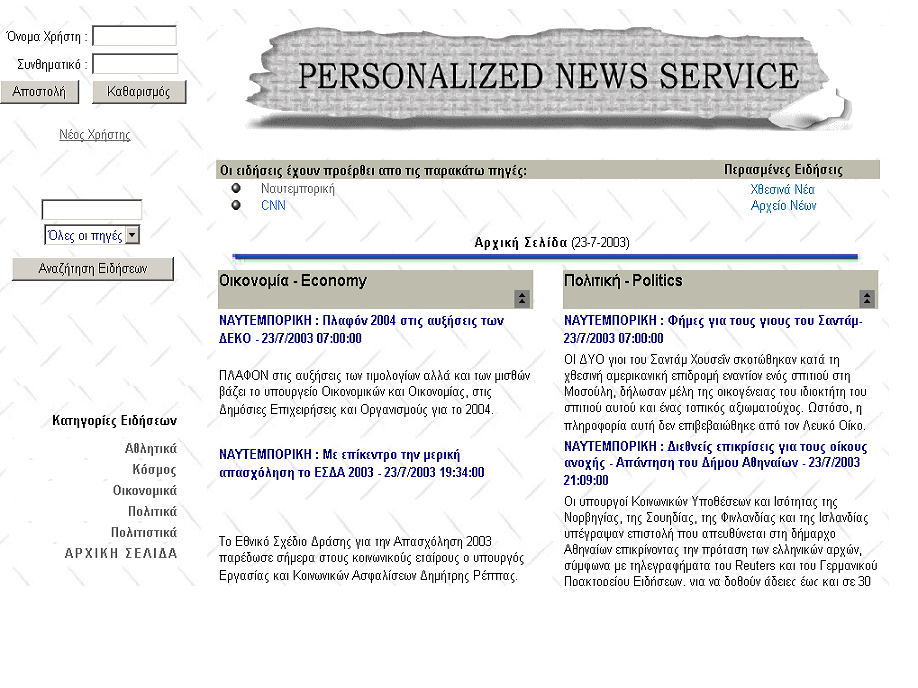 Όνομα Χρήστη :
Συνθηματικό :
Αποστολή Καθαρισμός
Νέος Χρήστης
Όλες οι πηγές
Αναζήτηση Ειδήσεων
Κατηγορίες Ειδήσεων
Αθλητικά
Κόσμος
Οικονομικά
Πολιτικά
Πολιτιστικά
ΑΡΧΙΚΗ ΣΕΛΙΔΑ
PERSONALIZED NEWS SERVICE
Οι ειδήσεις έχουν προέρθει απο τις παρακάτω πηγές:
Ναυτεμπορική
CNN
Περασμένες Ειδήσεις
Χθεσινά Νέα
Αρχείο Νέων
Αρχική Σελίδα (23-7-2003)
Οικονομία - Economy
ΝΑΥΤΕΜΠΟΡΙΚΗ : Πλαφόν 2004 στις αυξήσεις των
ΔΕΚΟ - 23/7/2003 07:00:00
ΠΛΑΦΟΝ στις αυξήσεις των τιμολογίων αλλά και των μισθών
βάζει το υπουργείο Οικονομικών και Οικονομίας, στις
Δημόσιες Επιχειρήσεις και Οργανισμούς για το 2004.
ΝΑΥΤΕΜΠΟΡΙΚΗ : Με επίκεντρο την μερική
απασχόληση το ΕΣΔΑ 2003 - 23/7/2003 19:34:00
Το Εθνικό Σχέδιο Δράσης για την Απασχόληση 2003
παρέδωσε σήμερα στους κοινωνικούς εταίρους ο υπουργός
Εργασίας και Κοινωνικών Ασφαλίσεων Δημήτρης Ρέππας.
Πολιτική - Politics
ΝΑΥΤΕΜΠΟΡΙΚΗ : Φήμες για τους γιους του Σαντάμ-
23/7/2003 07:00:00
ΟΙ ΔΥΟ γιοι του Σαντάμ Χουσεΐν σκοτώθηκαν κατά τη
χθεσινή αμερικανική επιδρομή εναντίον ενός σπιτιού στη
Μοσούλη, δήλωσαν μέλη της οικογένειας του ιδιοκτήτη του
σπιτιού αυτού και ένας τοπικός αξιωματούχος. Ωστόσο, η
πληροφορία αυτή δεν επιβεβαιώθηκε από τον Λευκό Οίκο.
ΝΑΥΤΕΜΠΟΡΙΚΗ : Διεθνείς επικρίσεις για τους οίκους
ανοχής - Απάντηση του Δήμου Αθηναίων - 23/7/2003
21:09:00
Οι υπουργοί Κοινωνικών Υποθέσεων και Ισότητας της
Νορβηγίας, της Σουηδίας, της Φινλανδίας και της Ισλανδίας
υπέγραψαν επιστολή που απευθύνεται στη δήμαρχο
Αθηναίων επικρίνοντας την πρόταση των ελληνικών αρχών,
σύμφωνα με τηλεγραφήματα του Reuters και του Γερμανικού
Πρακτορείου Ειδήσεων, για να δοθούν άδειες έως και σε 30